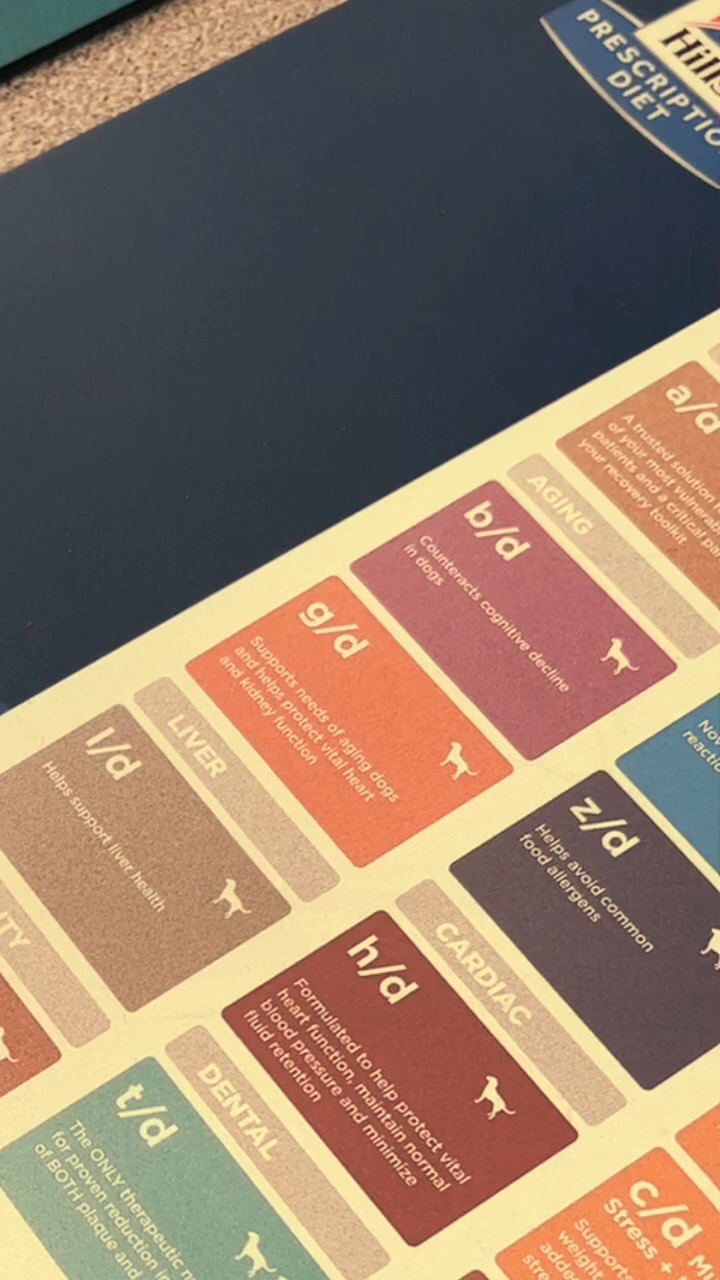 Hill's
PRESCRIPTION
DIET
a/d
A trusted solution
of your most
patients and a critical
your recovery toolkit
AGING
b/d
Counteracts cognitive decline
in dogs
g/d
Supports needs of aging dogs
and helps protect vital heart
and kidney function
LIVER
l/d
Helps support liver health
z/d
Helps avoid common
food allergens
CARDIAC
h/d
Formulated to help protect vital
heart function, maintain normal
blood pressure and minimize
fluid retention
DENTAL
t/d
The ONLY therapeutic
for proven reduction
of BOTH plaque and
c/d
Stress +
Support